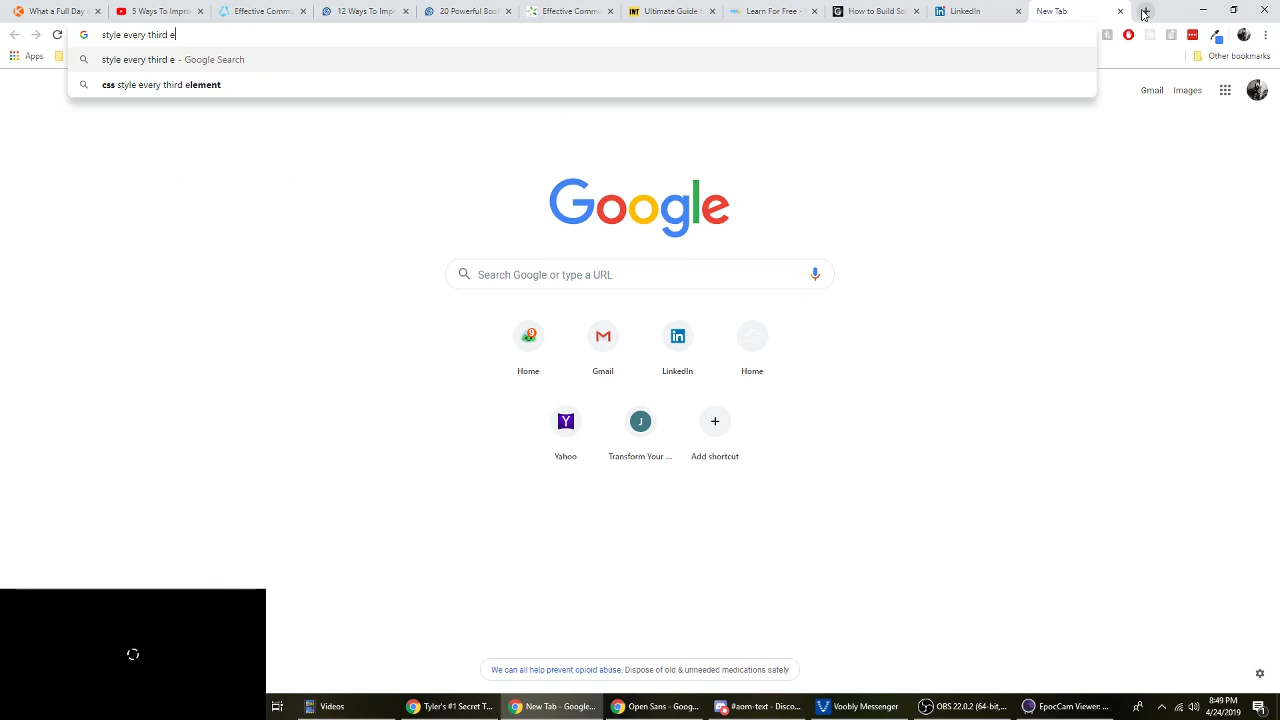 What a Full Day
5 Ways To Impro
Effective Commu
12 Ways To Impr
20 Powerful Boo
Effective Commu
Ultimate Guide
Learn For Free -
How to Build So
LinkedIn
New Tab
style every third e
Apps
Other bookmarks
style every third e - Google Search
css style every third element
Gmail
Images
Google
Search Google or type a URL
9
Home
Gmail
LinkedIn
Home
Y
J
Yahoo
Transform Your ...
Add shortcut
We can all help prevent opioid abuse. Dispose of old & unneeded medications safely
Videos
Tyler's #1 Secret T...
New Tab - Google...
Open Sans - Goog...
#aom-text - Disco...
Voobly Messenger
OBS 22.0.2 (64-bit,...
EpocCam Viewer ...
8:49 PM
4/24/2019